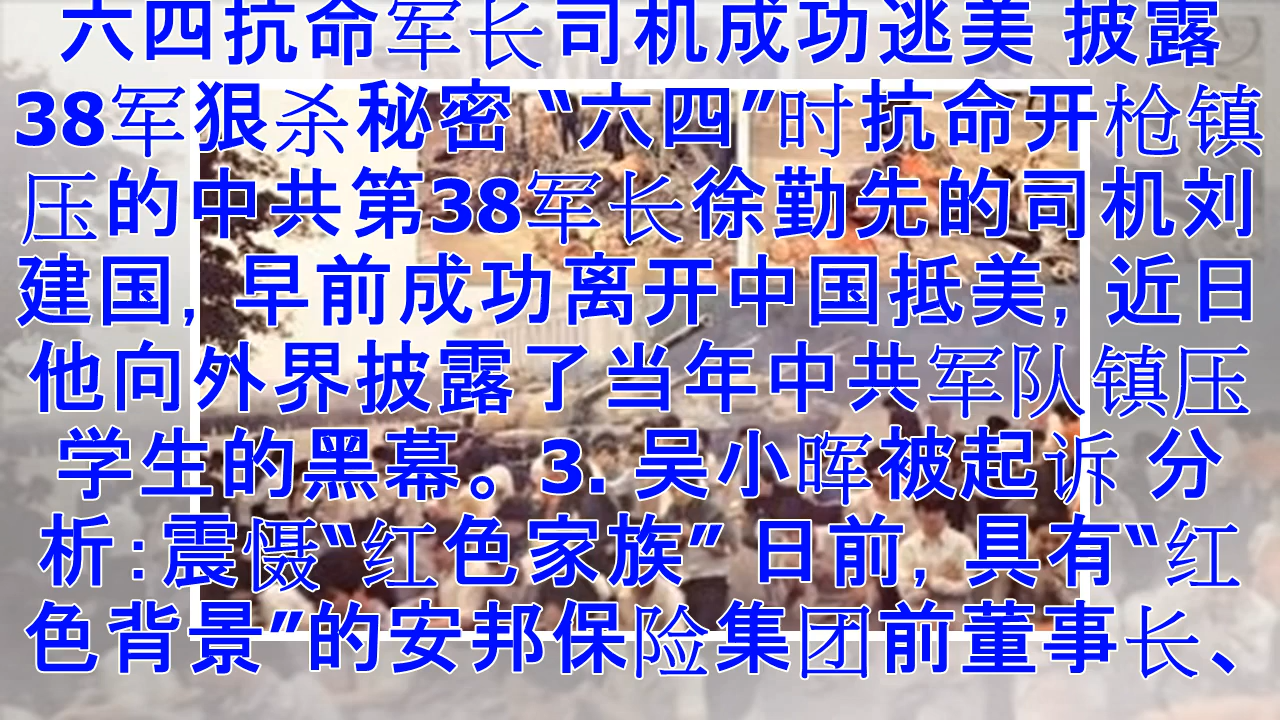 六四抗命军长司机成功逃美 披露
38军狠杀秘密 “六四”时抗命开枪镇
压的中共第38军长徐勤先的司机刘
建国，早前成功离开中国抵美，近日
他向外界披露了当年中共军队镇压
学生的黑幕。3. 吴小晖被起诉 分
析：震慑“红色家族” 日前，具有“红
色背景”的安邦保险集团前董事长、